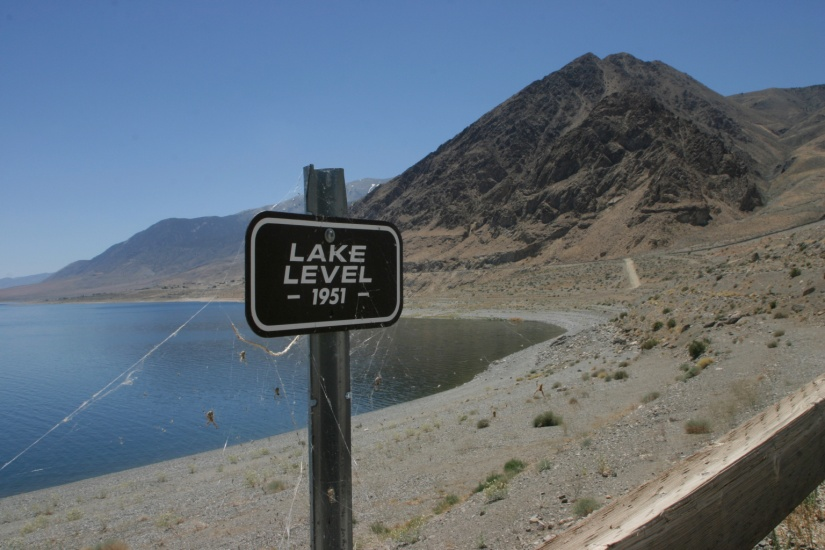 LAKE
LEVEL
– 1951 –